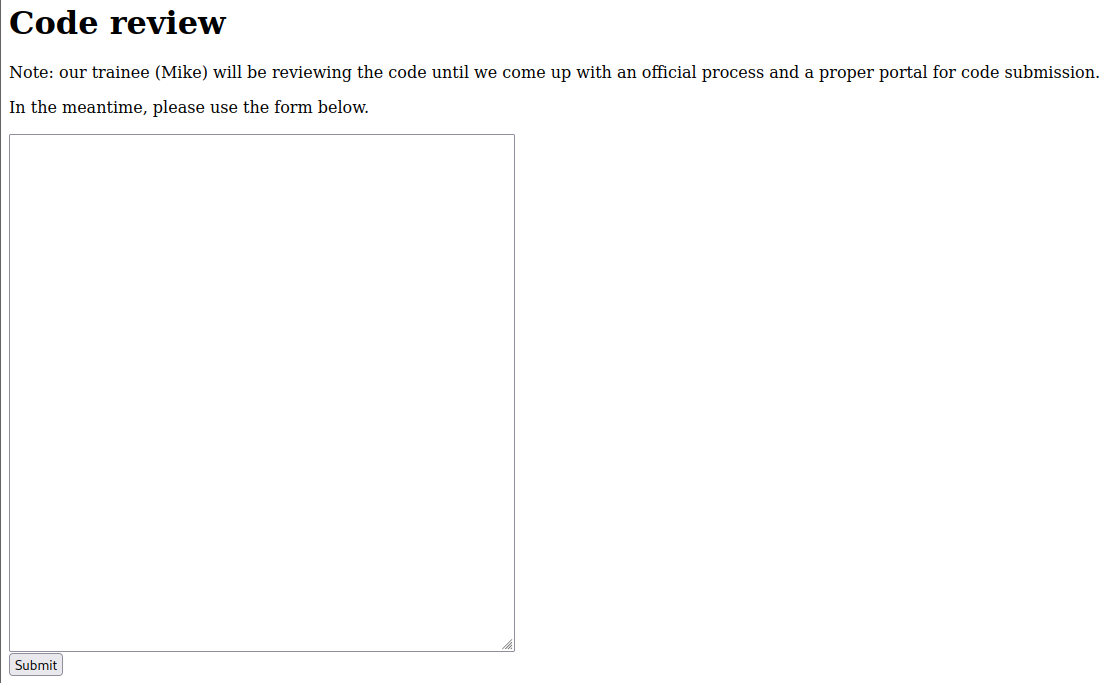 Code review
Note: our trainee (Mike) will be reviewing the code until we come up with an official process and a proper portal for code submission.
In the meantime, please use the form below.
Submit